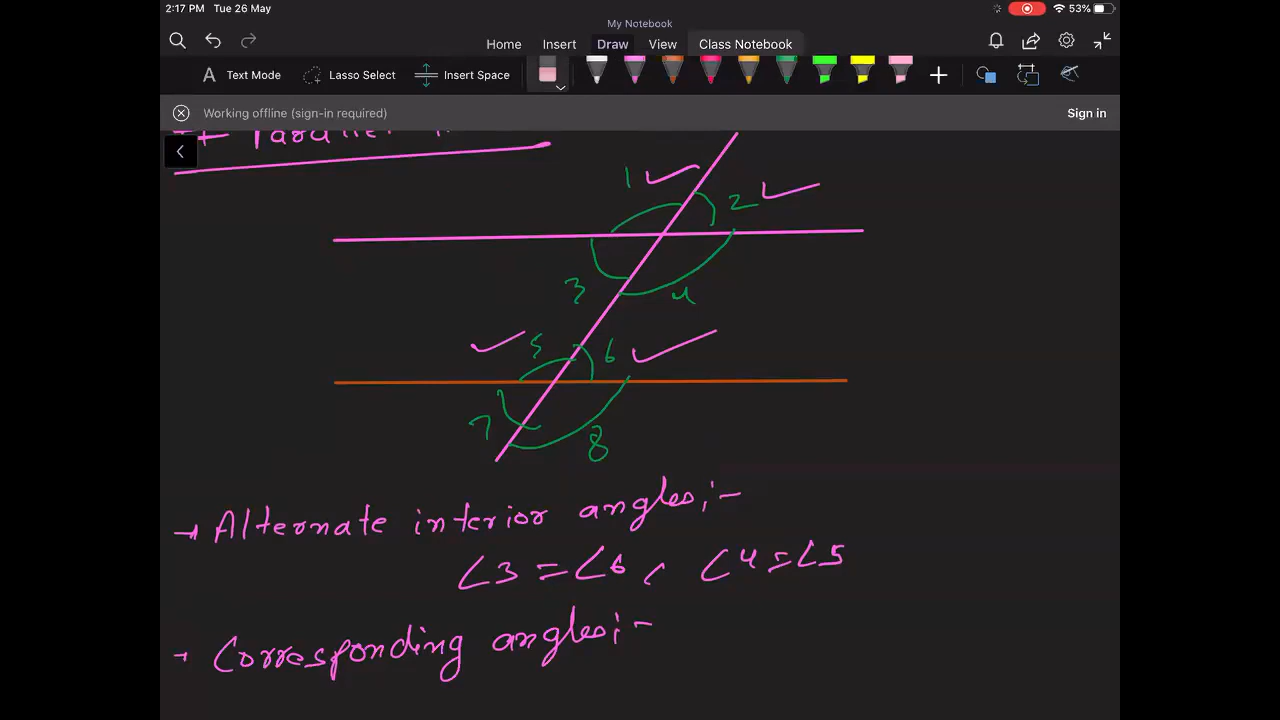 2:17 PM Tue 26 May
53%
My Notebook
Home Insert Draw View Class Notebook
Text Mode Lasso Select Insert Space
Working offline (sign-in required) Sign in
Parallel
1
2
3
4
5
6
7
8
→ Alternate interior angles;-
∠3 = ∠6, ∠4 = ∠5
→ Corresponding angles;-